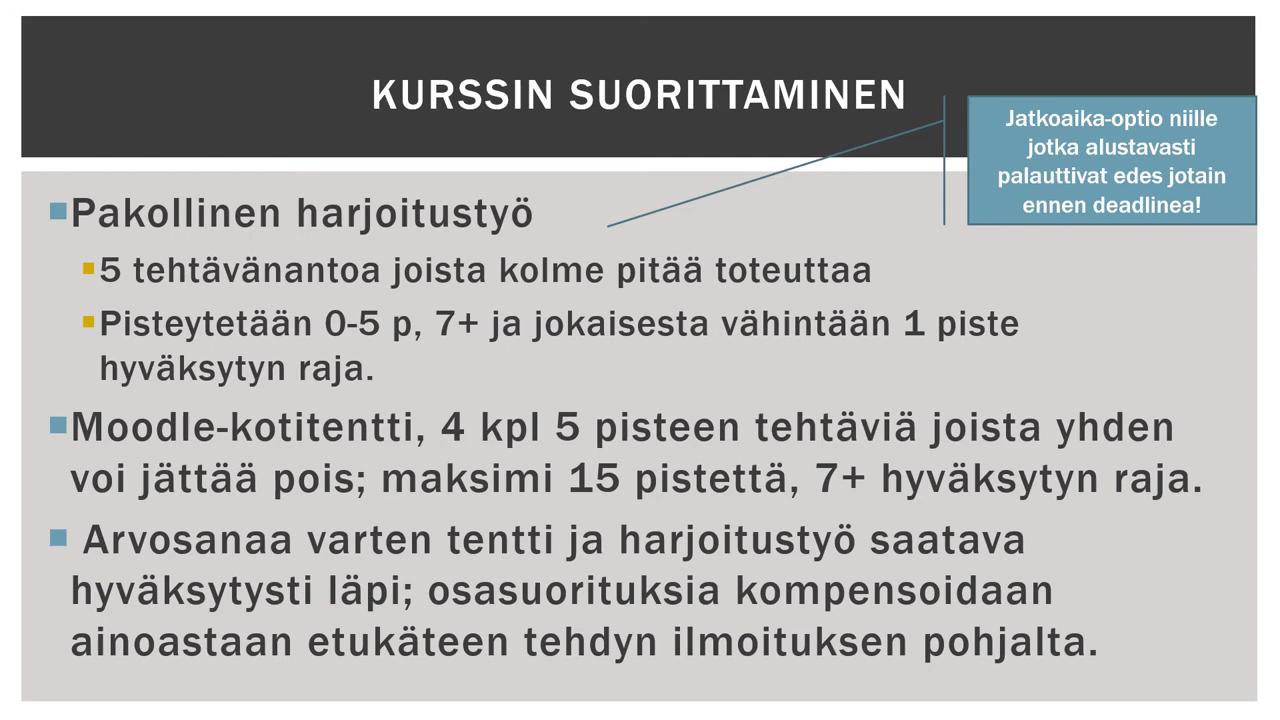 KURSSIN SUORITTAMINEN
Jatkoaika-optio niille
jotka alustavasti
palauttivat edes jotain
ennen deadlinea!
Pakollinen harjoitustyö
5 tehtävänantoa joista kolme pitää toteuttaa
Pisteytetään 0-5 p, 7+ ja jokaisesta vähintään 1 piste
hyväksytyn raja.
Moodle-kotitentti, 4 kpl 5 pisteen tehtäviä joista yhden
voi jättää pois; maksimi 15 pistettä, 7+ hyväksytyn raja.
Arvosanaa varten tentti ja harjoitustyö saatava
hyväksytysti läpi; osasuorituksia kompensoidaan
ainoastaan etukäteen tehdyn ilmoituksen pohjalta.